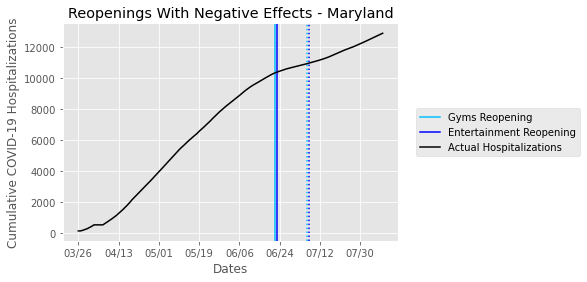 Reopenings With Negative Effects - Maryland
Cumulative COVID-19 Hospitalizations
12000
10000
8000
6000
4000
2000
0
03/26 04/13 05/01 05/19 06/06 06/24 07/12 07/30
Dates
Gyms Reopening
Entertainment Reopening
Actual Hospitalizations